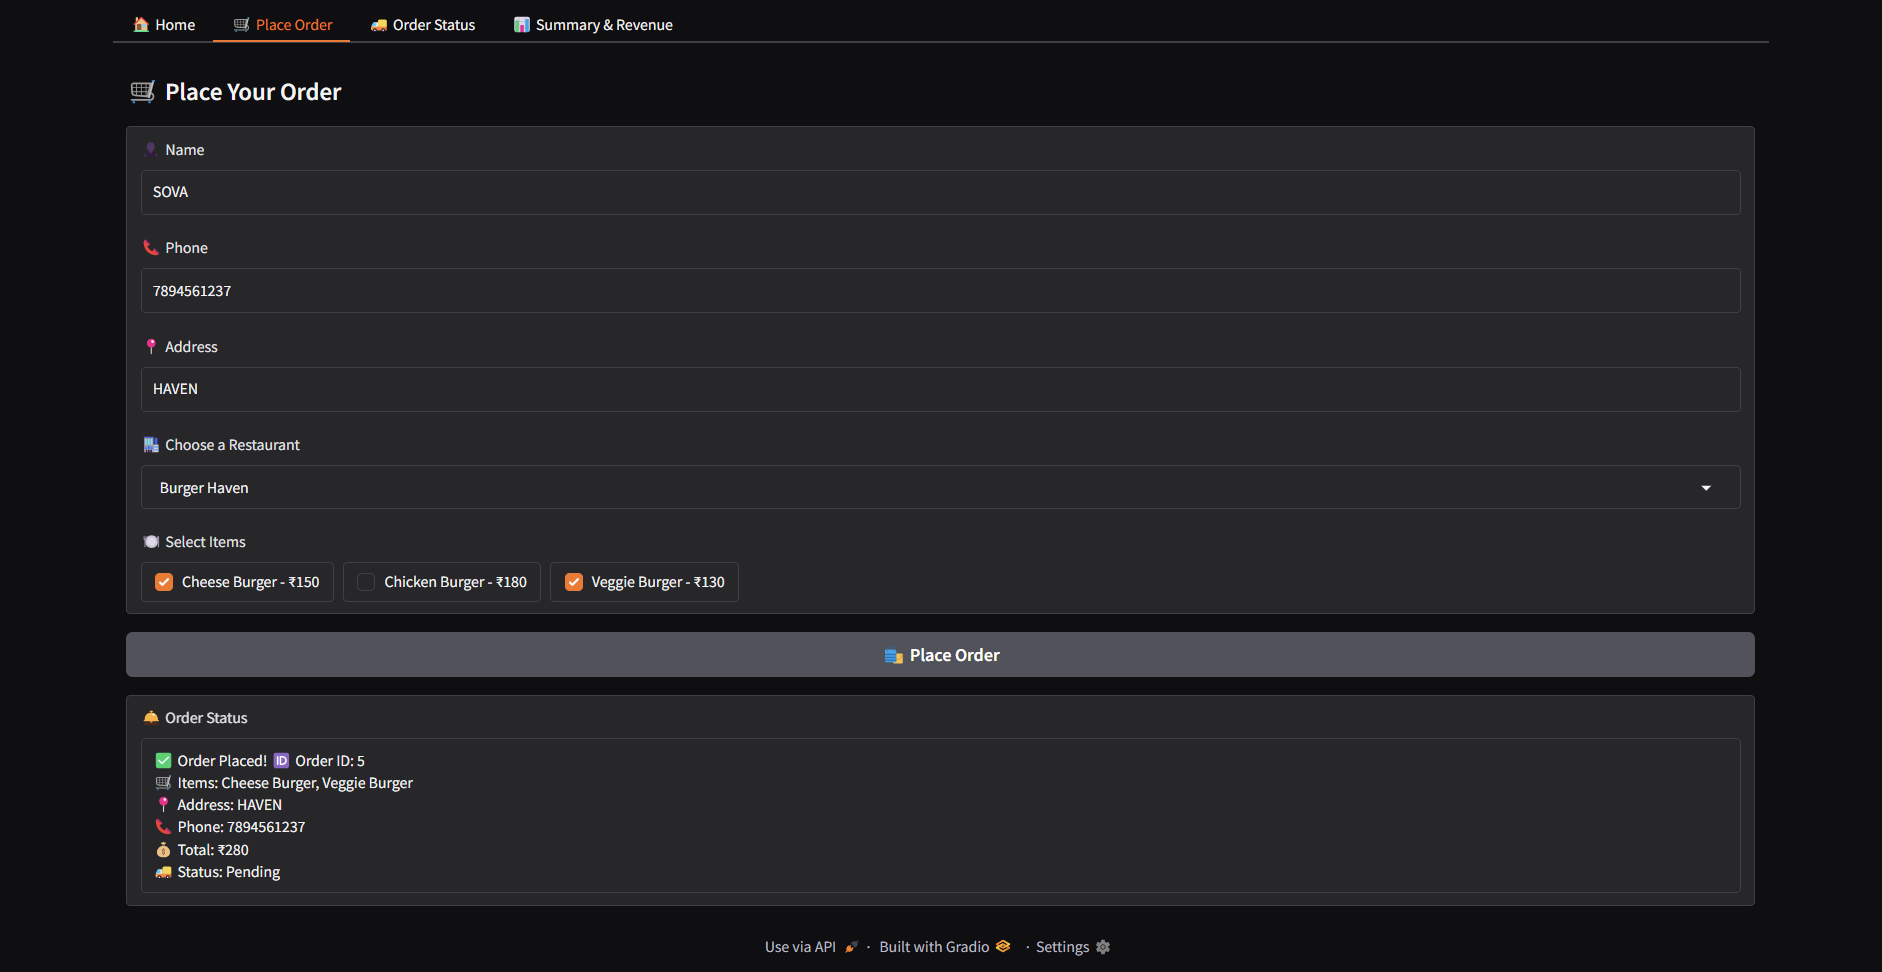 🏠 Home 🛒 Place Order 🚚 Order Status 📊 Summary & Revenue
🛒 Place Your Order
👤 Name
SOVA
📞 Phone
7894561237
📍 Address
HAVEN
🏬 Choose a Restaurant
Burger Haven
🍽️ Select Items
Cheese Burger - ₹150 Chicken Burger - ₹180 Veggie Burger - ₹130
Place Order
🛎️ Order Status
✅ Order Placed! 🆔 Order ID: 5
🛒 Items: Cheese Burger, Veggie Burger
📍 Address: HAVEN
📞 Phone: 7894561237
💰 Total: ₹280
🚚 Status: Pending
Use via API 🚀 · Built with Gradio · Settings ⚙️